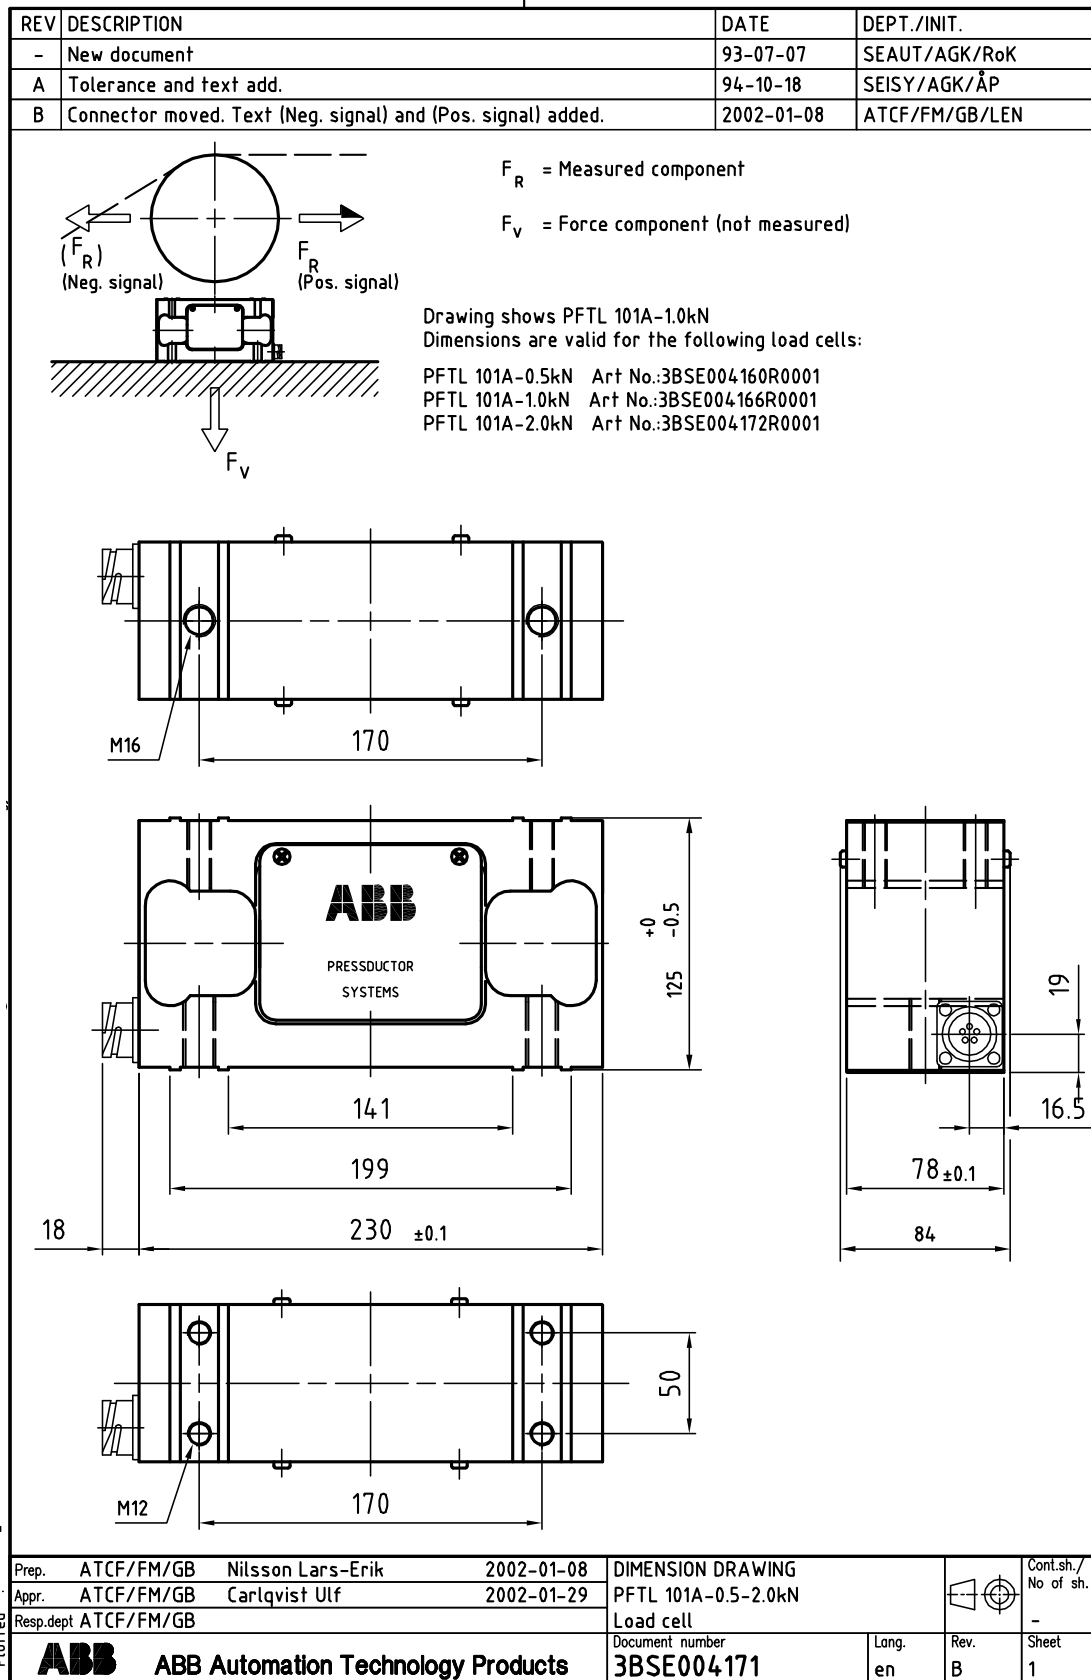 REV DESCRIPTION DATE DEPT./INIT.
- New document 93-07-07 SEAUT/AGK/RoK
A Tolerance and text add. 94-10-18 SEISY/AGK/ÅP
B Connector moved. Text (Neg. signal) and (Pos. signal) added. 2002-01-08 ATCF/FM/GB/LEN
FR = Measured component
Fv = Force component (not measured)
(FR) FR
(Neg. signal) (Pos. signal)
Drawing shows PFTL 101A-1.0kN
Dimensions are valid for the following load cells:
PFTL 101A-0.5kN Art No.:3BSE004160R0001
PFTL 101A-1.0kN Art No.:3BSE004166R0001
PFTL 101A-2.0kN Art No.:3BSE004172R0001
FV
M16
170
ABB
PRESSDUCTOR
SYSTEMS
125 +0 -0.5
19
16.5
141
199
78 ±0.1
18
230 ±0.1
84
50
M12
170
Prep. ATCF/FM/GB Nilsson Lars-Erik 2002-01-08
Appr. ATCF/FM/GB Carlqvist Ulf 2002-01-29
Resp.dept ATCF/FM/GB
DIMENSION DRAWING
PFTL 101A-0.5-2.0kN
Load cell
Cont.sh./
No of sh.
-
ABB ABB Automation Technology Products
Document number
3BSE004171
Lang.
en
Rev.
B
Sheet
1